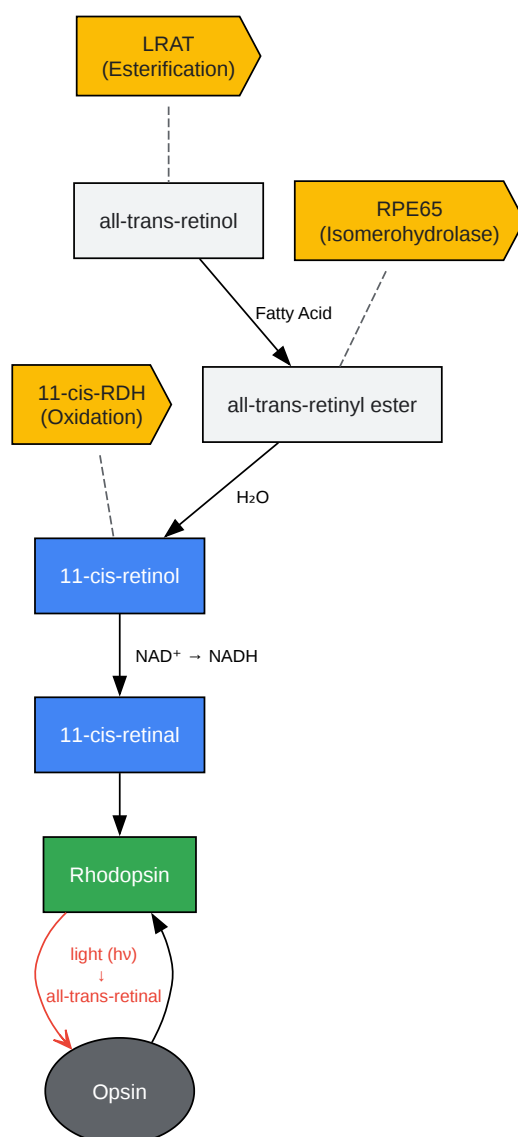 LRAT
(Esterification)
all-trans-retinol
RPE65
(Isomerohydrolase)
Fatty Acid
11-cis-RDH
(Oxidation)
all-trans-retinyl ester
H₂O
11-cis-retinol
NAD⁺ → NADH
11-cis-retinal
Rhodopsin
light (hν)
↓
all-trans-retinal
Opsin